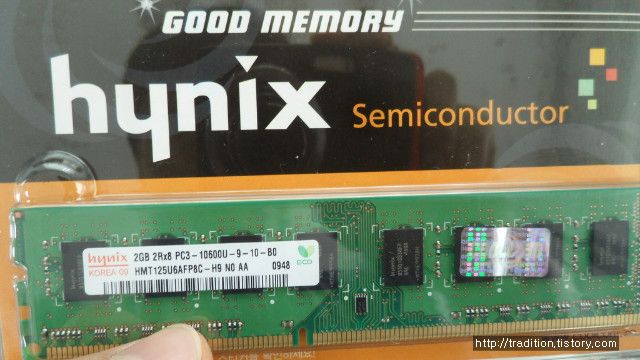 GOOD MEMORY
hynix Semiconductor
hynix 2GB 2Rx8 PC3-10600U-9-10-B0
KOREA 09 HMT125U6AFP8C-H9 N0 AA 0948
ECO
hynix
http://tradition.tistory.com